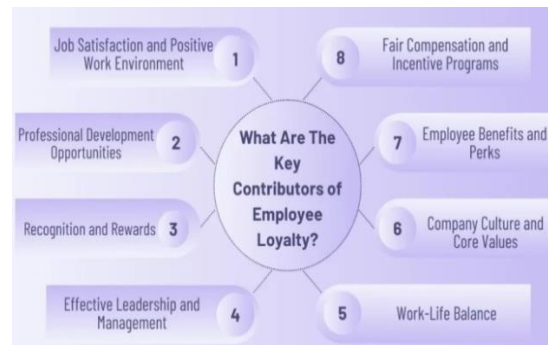 Job Satisfaction and Positive
Work Environment
1
Professional Development
Opportunities
2
Recognition and Rewards
3
Effective Leadership and
Management
4
What Are The
Key
Contributors of
Employee
Loyalty?
8
Fair Compensation and
Incentive Programs
7
Employee Benefits and
Perks
6
Company Culture and
Core Values
5
Work-Life Balance